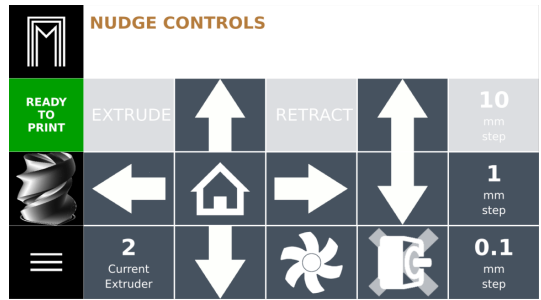 NUDGE CONTROLS
READY
TO
PRINT
EXTRUDE
RETRACT
10
mm
step
1
mm
step
2
Current
Extruder
0.1
mm
step